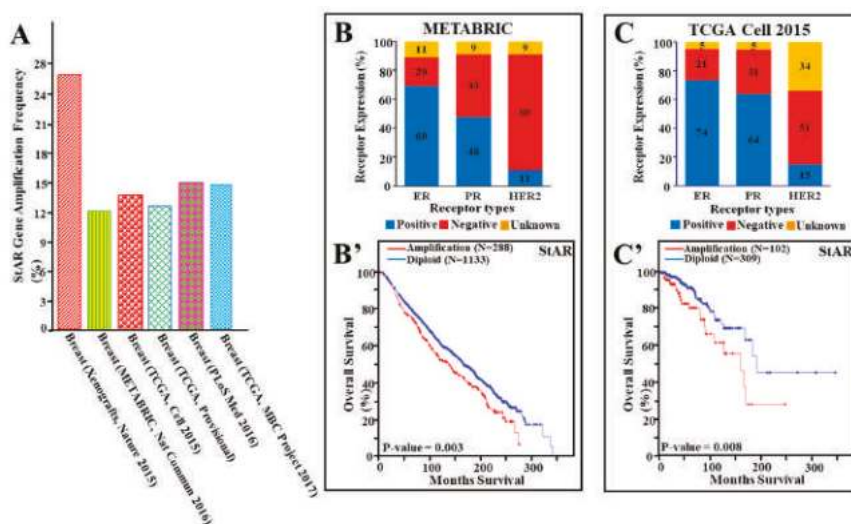 A
StAR Gene Amplification Frequency
(%)
28
18
15
12
9
6
3
0
Breast (Xenografts, Nature 2015)
Breast (METABRIC, Nat Commun 2016)
Breast (TCGA, Cell 2015)
Breast (TCGA, Provisional)
Breast (PLoS Med 2016)
Breast (TCGA, MBC Project 2017)
B
METABRIC
Receptor Expression (%)
100
80
60
40
20
0
11
9
9
29
48
11
ER
PR
HER2
Receptor types
Positive
Negative
Unknown
B'
Amplification (N=288)
StAR
Diploid (N=1133)
Overall Survival
(%)
100
80
60
40
20
0
P-value = 0.003
0
100
200
300
Months Survival
C
TCGA Cell 2015
Receptor Expression (%)
100
80
60
40
20
0
5
5
34
21
31
51
74
64
15
ER
PR
HER2
Receptor types
Positive
Negative
Unknown
C'
Amplification (N=102)
StAR
Diploid (N=309)
Overall Survival
(%)
100
80
60
40
20
0
P-value = 0.008
0
100
200
300
Months Survival